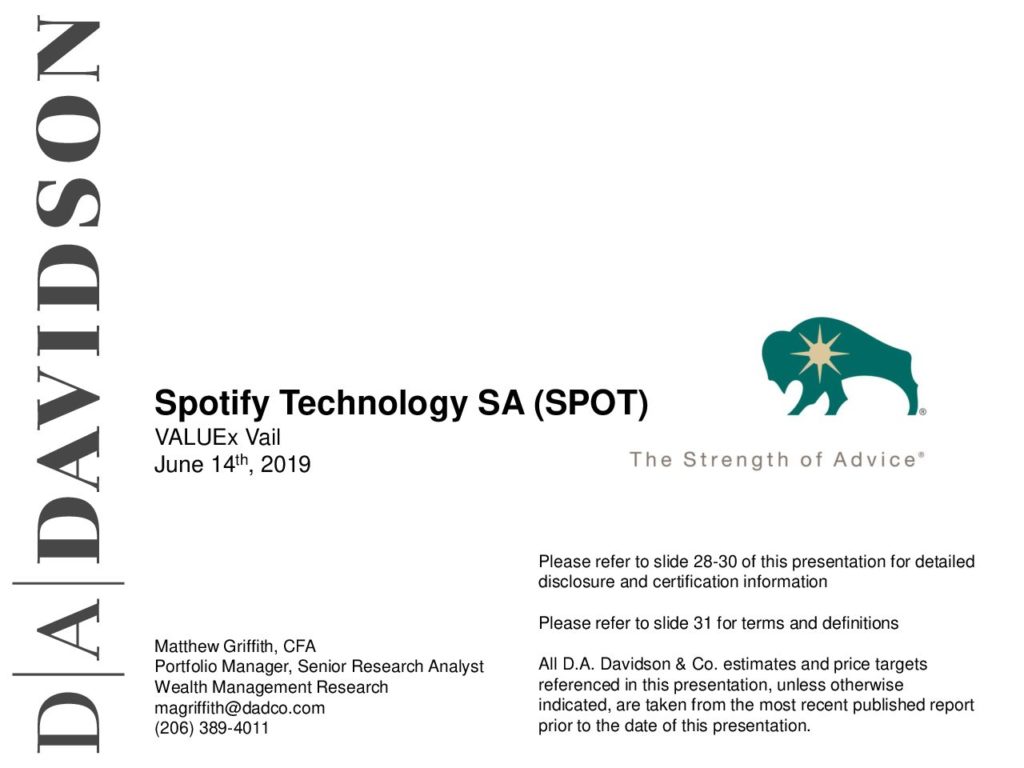 D|A|DAVIDSON
Spotify Technology SA (SPOT)
VALUEx Vail
June 14th, 2019
®
The Strength of Advice®
Please refer to slide 28-30 of this presentation for detailed
disclosure and certification information
Please refer to slide 31 for terms and definitions
Matthew Griffith, CFA
Portfolio Manager, Senior Research Analyst
Wealth Management Research
magriffith@dadco.com
(206) 389-4011
All D.A. Davidson & Co. estimates and price targets
referenced in this presentation, unless otherwise
indicated, are taken from the most recent published report
prior to the date of this presentation.